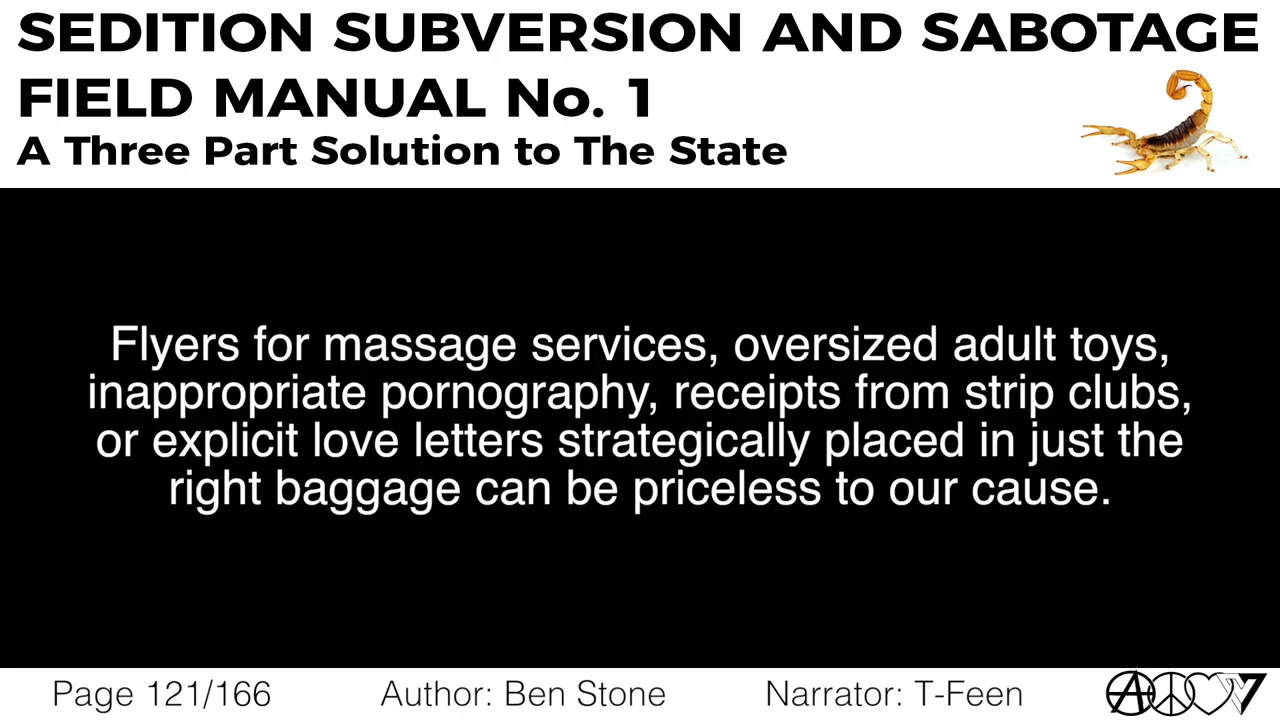 SEDITION SUBVERSION AND SABOTAGE
FIELD MANUAL No. 1
A Three Part Solution to The State
Flyers for massage services, oversized adult toys,
inappropriate pornography, receipts from strip clubs,
or explicit love letters strategically placed in just the
right baggage can be priceless to our cause.
Page 121/166 Author: Ben Stone Narrator: T-Feen